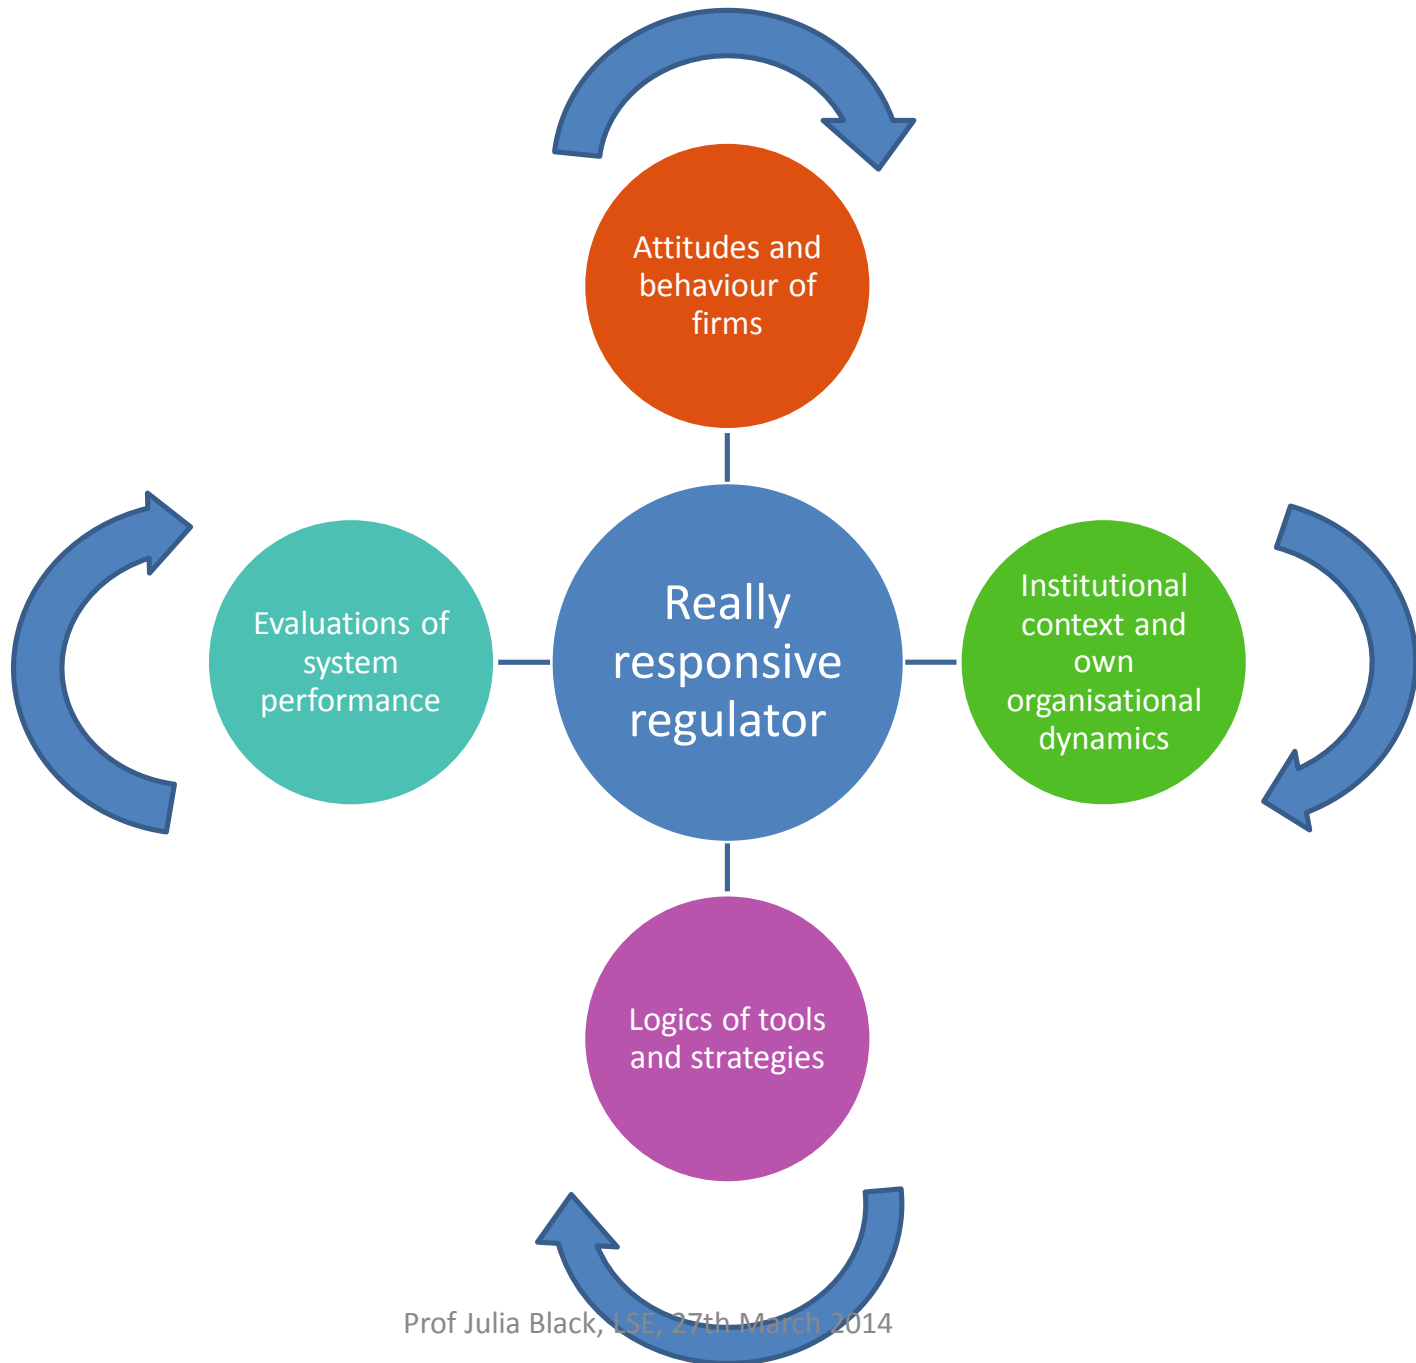 Attitudes and
behaviour of
firms
Evaluations of
system
performance
Really
responsive
regulator
Institutional
context and
own
organisational
dynamics
Logics of tools
and strategies
Prof Julia Black, LSE, 27th March 2014